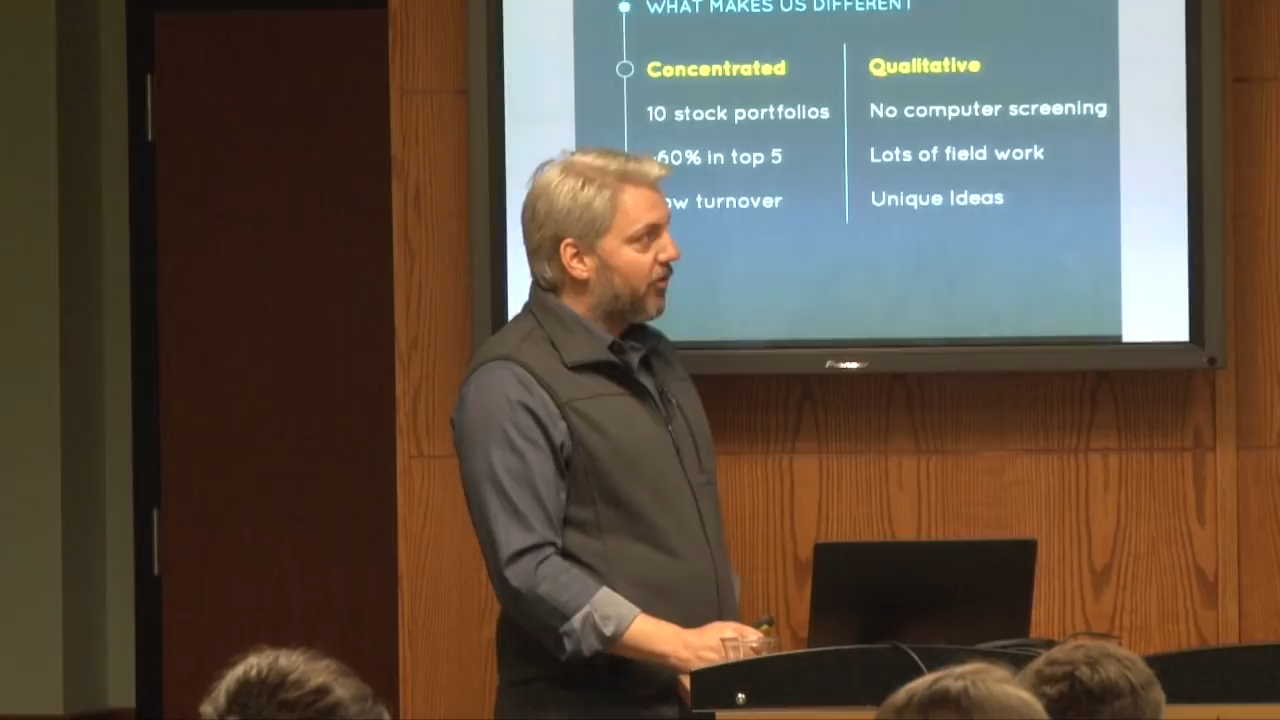 WHAT MAKES US DIFFERENT
Concentrated
10 stock portfolios
60% in top 5
turnover
Qualitative
No computer screening
Lots of field work
Unique Ideas
Pioneer